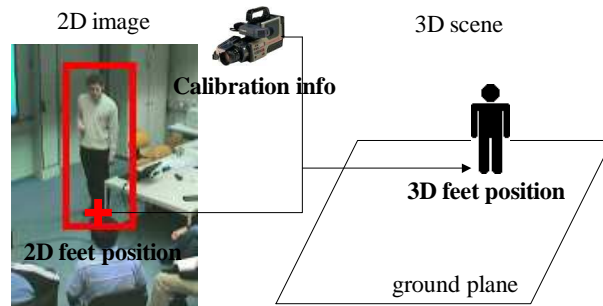 2D image
3D scene
Calibration info
3D feet position
2D feet position
ground plane